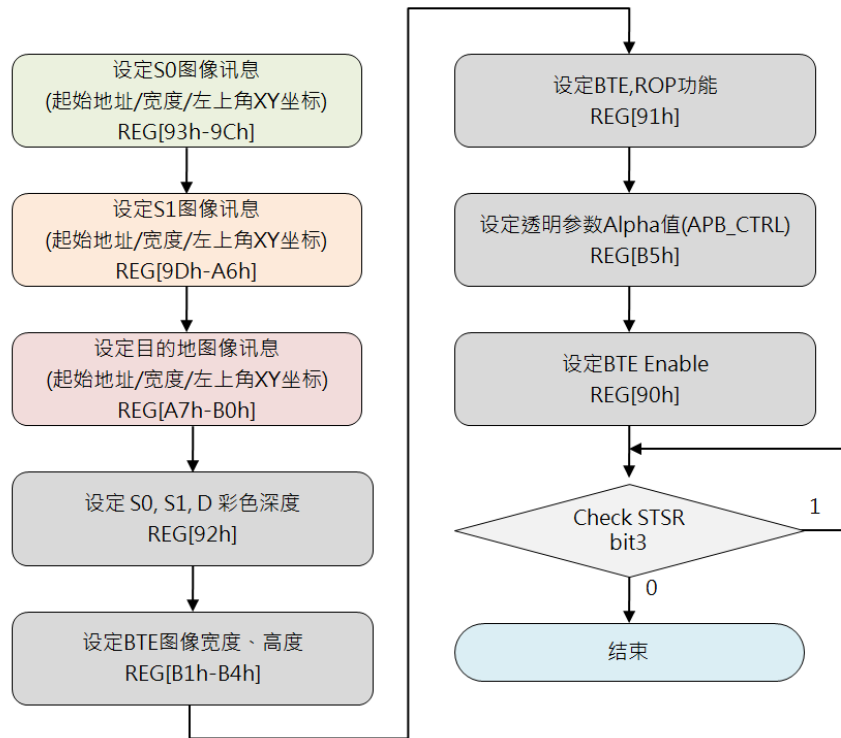 设定S0图像讯息
(起始地址/宽度/左上角XY坐标)
REG[93h-9Ch]
设定S1图像讯息
(起始地址/宽度/左上角XY坐标)
REG[9Dh-A6h]
设定目的地图像讯息
(起始地址/宽度/左上角XY坐标)
REG[A7h-B0h]
设定 S0, S1, D 彩色深度
REG[92h]
设定BTE图像宽度、高度
REG[B1h-B4h]
设定BTE,ROP功能
REG[91h]
设定透明参数Alpha值(APB_CTRL)
REG[B5h]
设定BTE Enable
REG[90h]
Check STSR
bit3
1
0
结束